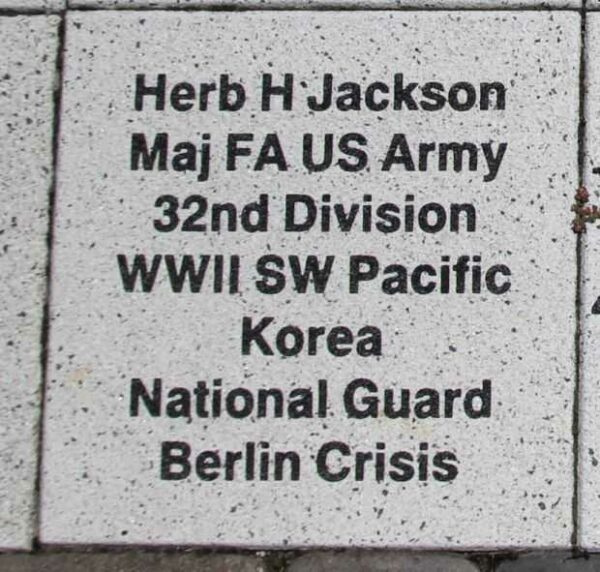 Herb H Jackson
Maj FA US Army
32nd Division
WWII SW Pacific
Korea
National Guard
Berlin Crisis